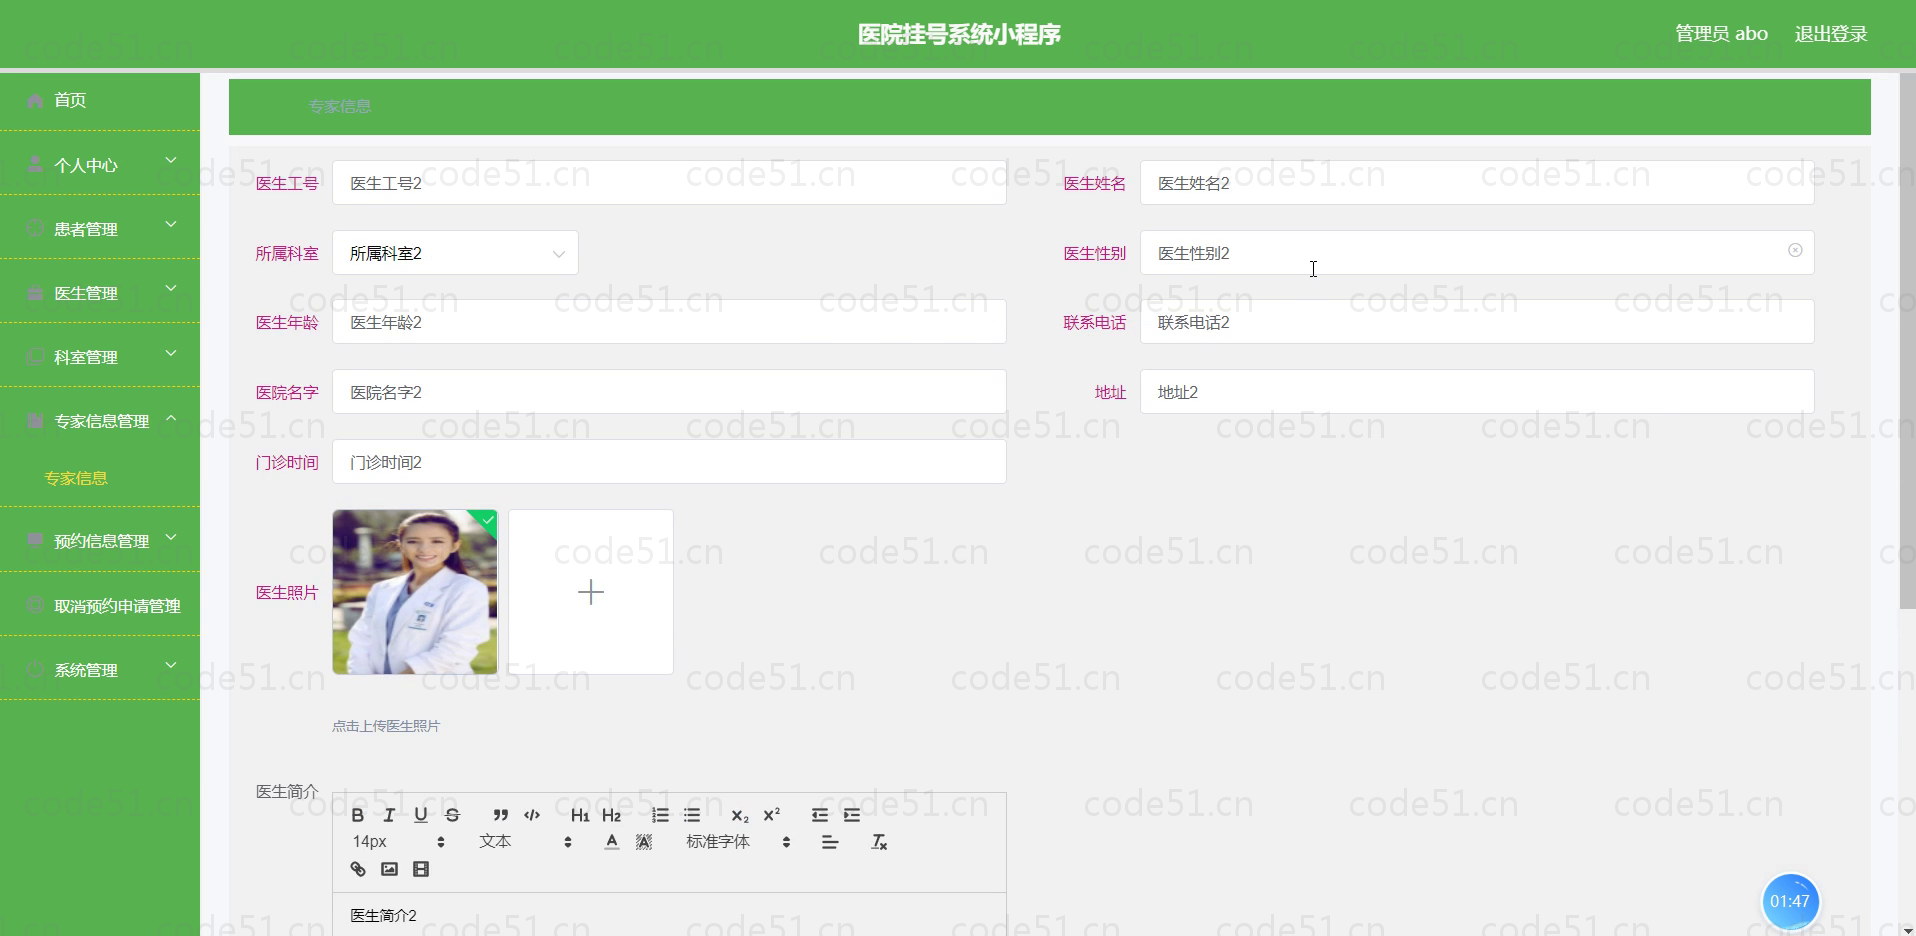 医院挂号系统小程序
管理员 abo 退出登录
首页
个人中心
患者管理
医生管理
科室管理
专家信息管理
专家信息
预约信息管理
取消预约申请管理
系统管理
专家信息
医生工号 医生工号2 医生姓名 医生姓名2
所属科室 所属科室2 医生性别 医生性别2
医生年龄 医生年龄2 联系电话 联系电话2
医院名字 医院名字2 地址 地址2
门诊时间 门诊时间2
医生照片
点击上传医生照片
医生简介
B I U S H1 H2 X2 X2
14px 文本 A A 标准字体 Tx
医生简介2
01:47
code51.cn